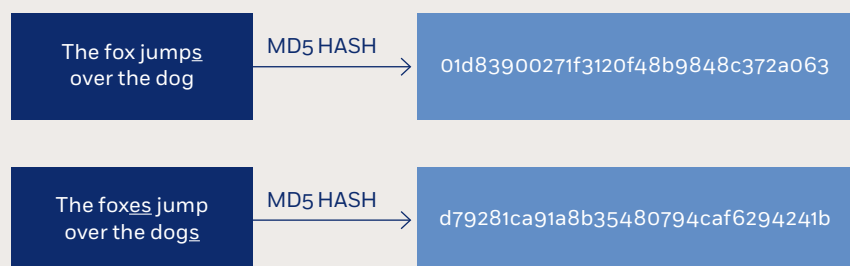 The fox jumps
over the dog
MD5 HASH
01d83900271f3120f48b9848c372a063
The foxes jump
over the dogs
MD5 HASH
d79281ca91a8b35480794caf6294241b